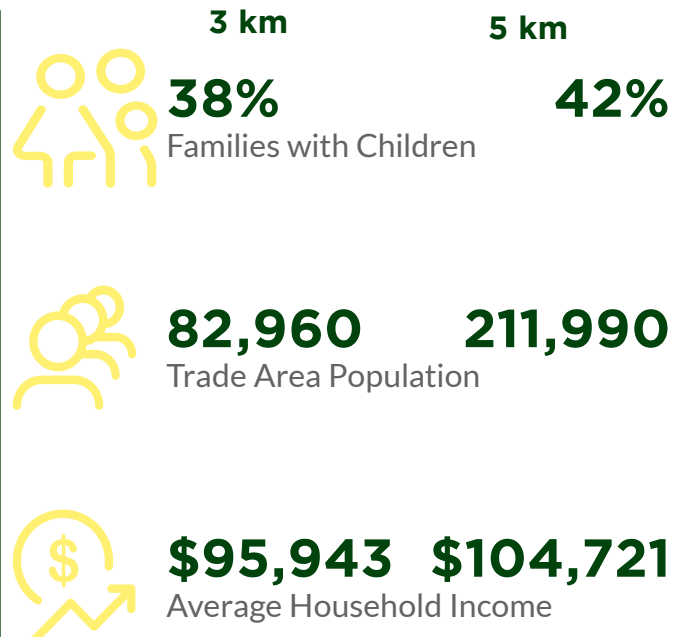 3 km 5 km
38% 42%
Families with Children
82,960 211,990
Trade Area Population
$
$95,943 $104,721
Average Household Income